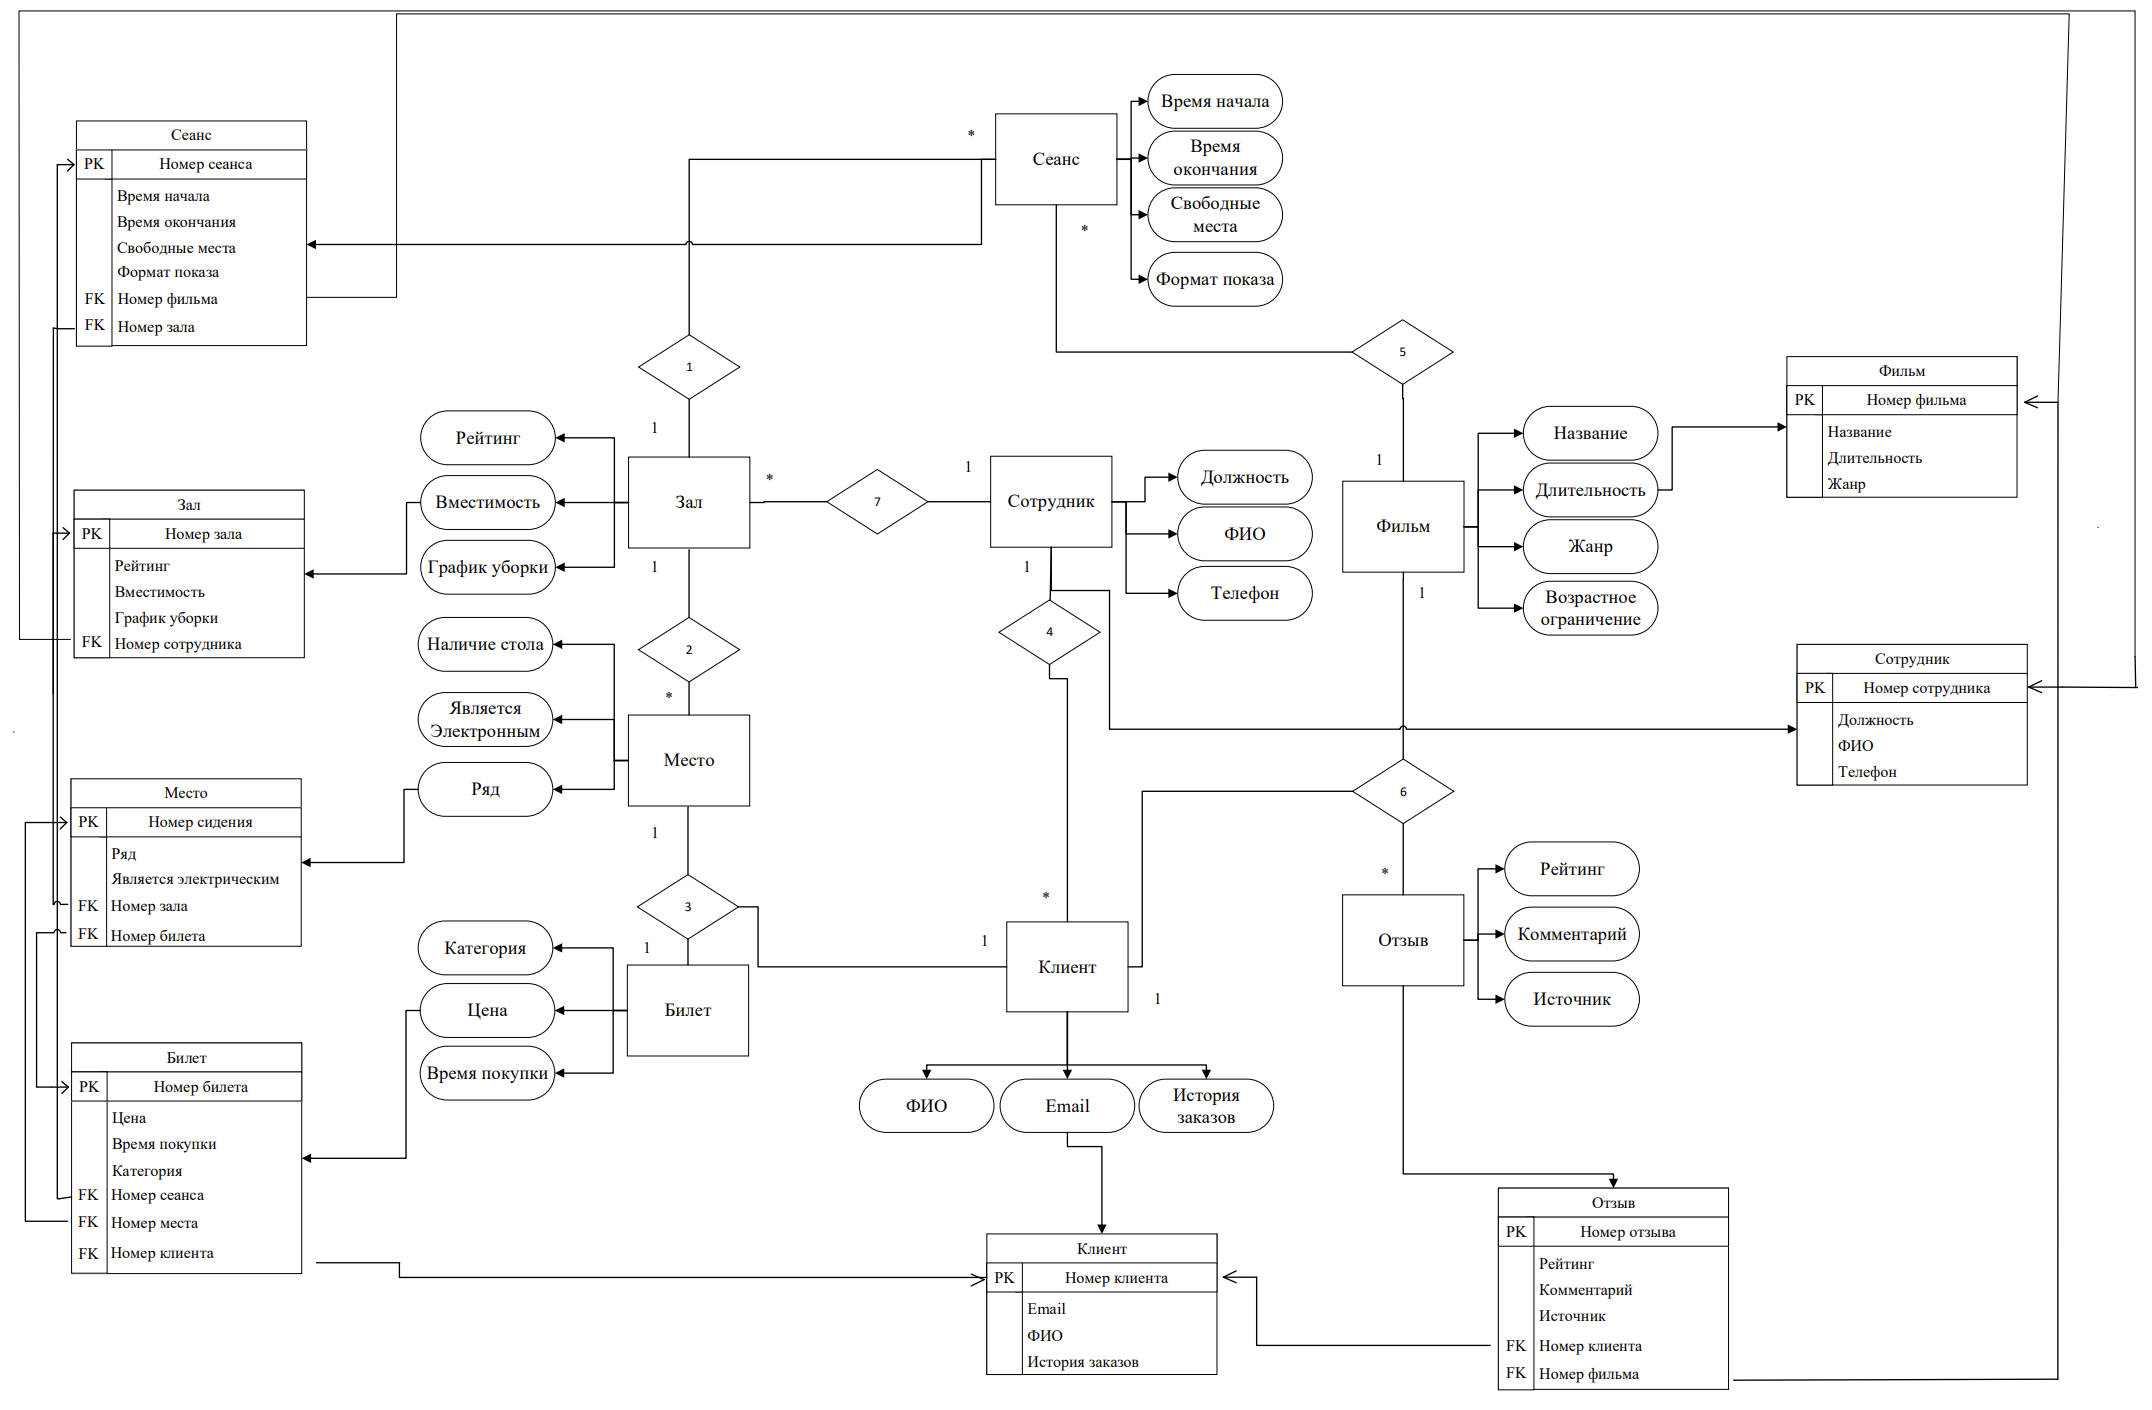 Сеанс
PK Номер сеанса
Время начала
Время окончания
Свободные места
Формат показа
FK Номер фильма
FK Номер зала
Зал
PK Номер зала
Рейтинг
Вместимость
График уборки
FK Номер сотрудника
Место
PK Номер сидения
Ряд
Является электрическим
FK Номер зала
FK Номер билета
Билет
PK Номер билета
Цена
Время покупки
Категория
FK Номер сеанса
FK Номер места
FK Номер клиента
*
Сеанс
*
Время начала
Время
окончания
Свободные
места
Формат показа
1
1
5
1
Рейтинг
Вместимость
График уборки
Зал
*
7
1
Сотрудник
Должность
ФИО
Телефон
1
1
4
*
Фильм
1
Название
Длительность
Жанр
Возрастное
ограничение
2
*
Наличие стола
Является
Электронным
Ряд
Место
1
3
1
1
Категория
Цена
Время покупки
Билет
Клиент
1
ФИО
Email
История
заказов
6
*
Отзыв
Рейтинг
Комментарий
Источник
Фильм
PK Номер фильма
Название
Длительность
Жанр
Сотрудник
PK Номер сотрудника
Должность
ФИО
Телефон
Клиент
PK Номер клиента
Email
ФИО
История заказов
Отзыв
PK Номер отзыва
Рейтинг
Комментарий
Источник
FK Номер клиента
FK Номер фильма